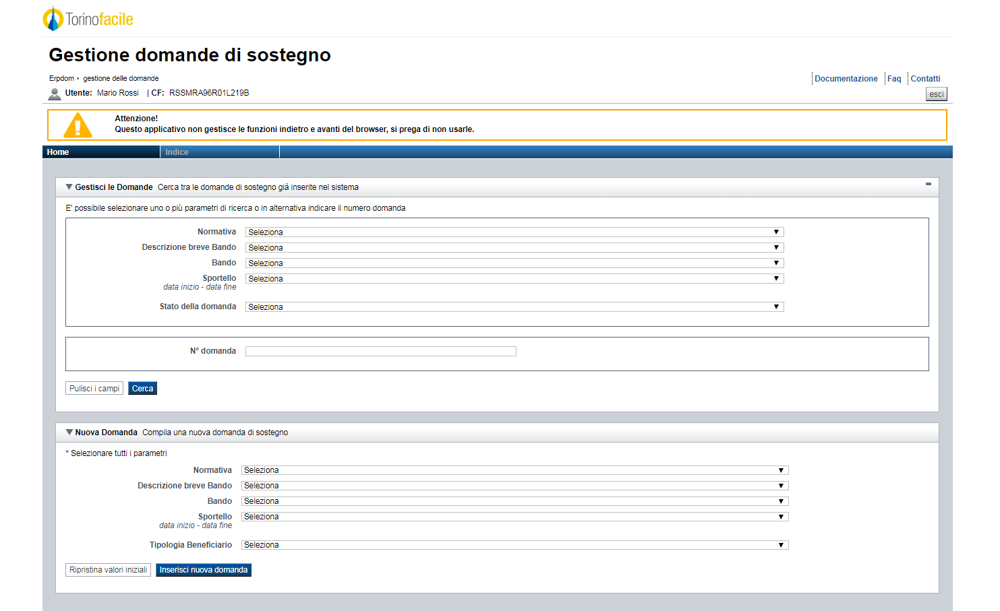 Torinofacile
Gestione domande di sostegno
Erpdom » gestione delle domande
Documentazione Faq Contatti
Utente: Mario Rossi | CF: RSSMRA96R01L219B
esci
Attenzione!
Questo applicativo non gestisce le funzioni indietro e avanti del browser, si prega di non usarle.
Home Indice
Gestisci le Domande Cerca tra le domande di sostegno già inserite nel sistema
E' possibile selezionare uno o più parametri di ricerca o in alternativa indicare il numero domanda
Normativa Seleziona
Descrizione breve Bando Seleziona
Bando Seleziona
Sportello Seleziona
data inizio - data fine
Stato della domanda Seleziona
N° domanda
Pulisci i campi Cerca
Nuova Domanda Compila una nuova domanda di sostegno
* Selezionare tutti i parametri
Normativa Seleziona
Descrizione breve Bando Seleziona
Bando Seleziona
Sportello Seleziona
data inizio - data fine
Tipologia Beneficiario Seleziona
Ripristina valori iniziali Inserisci nuova domanda